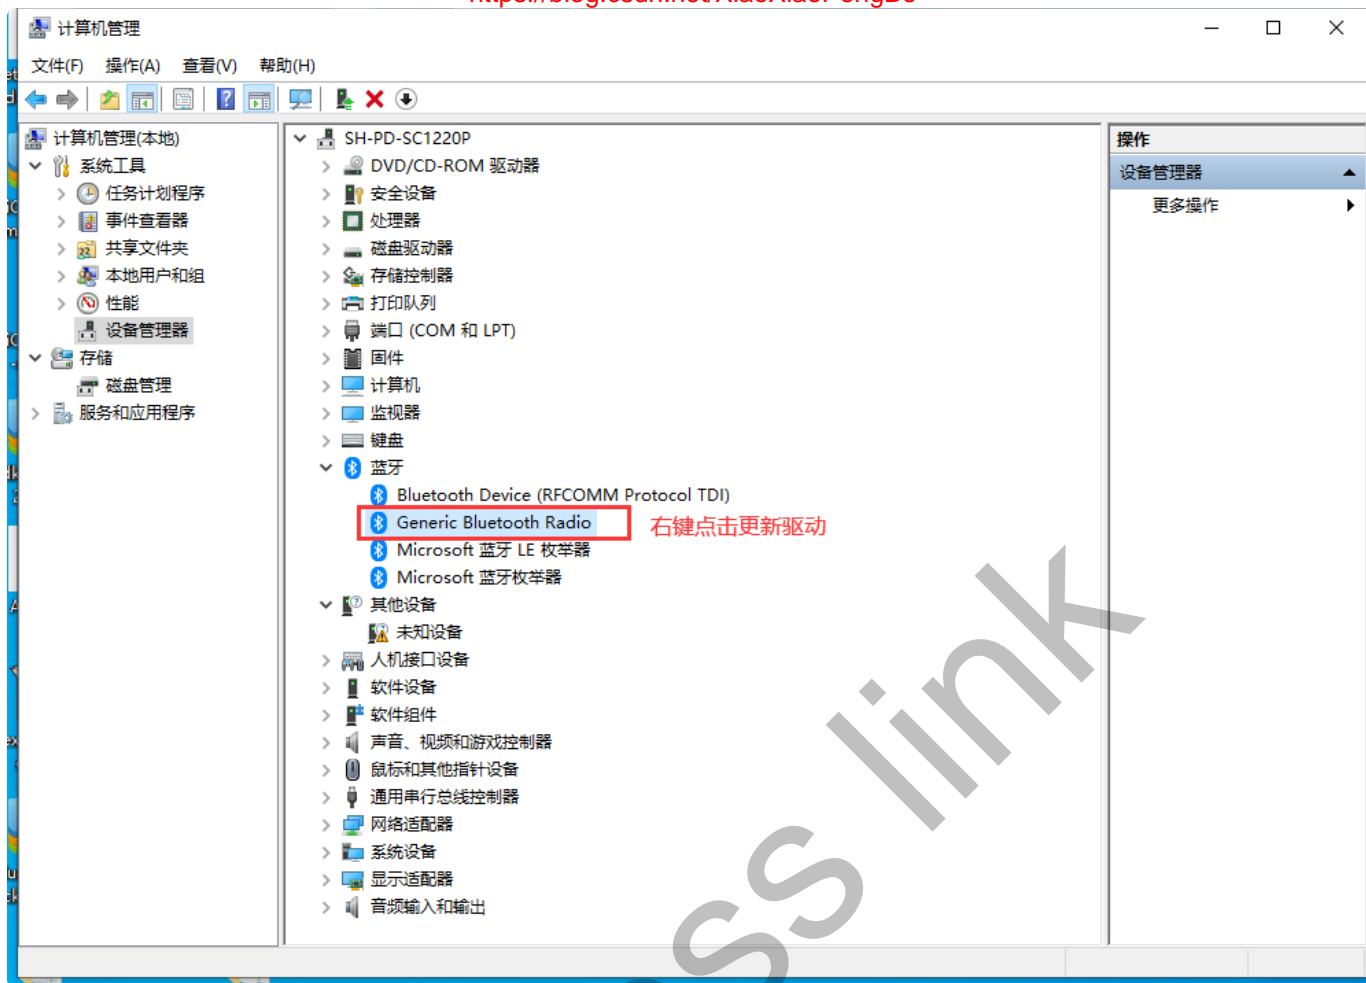 计算机管理
文件(F) 操作(A) 查看(V) 帮助(H)
计算机管理(本地)
系统工具
任务计划程序
事件查看器
共享文件夹
本地用户和组
性能
设备管理器
存储
磁盘管理
服务和应用程序
SH-PD-SC1220P
DVD/CD-ROM 驱动器
安全设备
处理器
磁盘驱动器
存储控制器
打印队列
端口 (COM 和 LPT)
固件
计算机
监视器
键盘
蓝牙
Bluetooth Device (RFCOMM Protocol TDI)
Generic Bluetooth Radio
右键点击更新驱动
Microsoft 蓝牙 LE 枚举器
Microsoft 蓝牙枚举器
其他设备
未知设备
人机接口设备
软件设备
软件组件
声音、视频和游戏控制器
鼠标和其他指针设备
通用串行总线控制器
网络适配器
系统设备
显示适配器
音频输入和输出
操作
设备管理器
更多操作
ss link